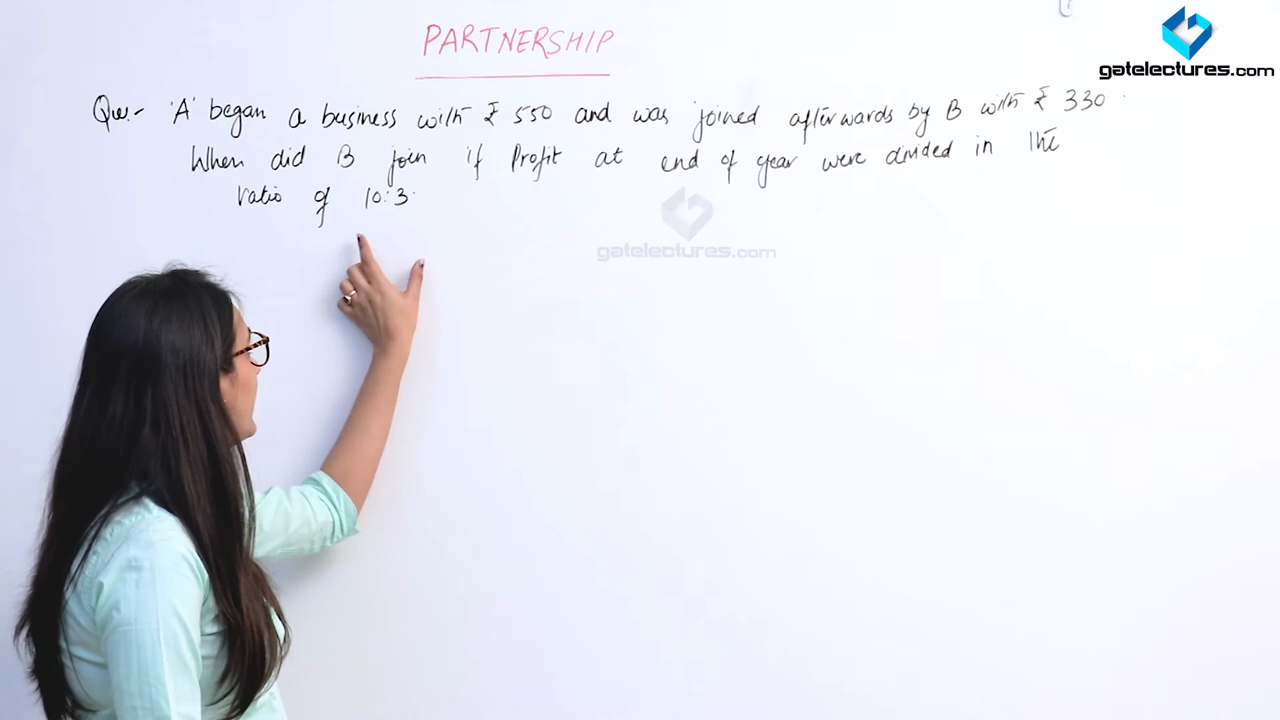 PARTNERSHIP
gatelectures.com
Que:- 'A' began a business with ₹ 550 and was joined afterwards by B with ₹ 330.
When did B join if Profit at end of year were divided in the
ratio of 10:3.
gatelectures.com